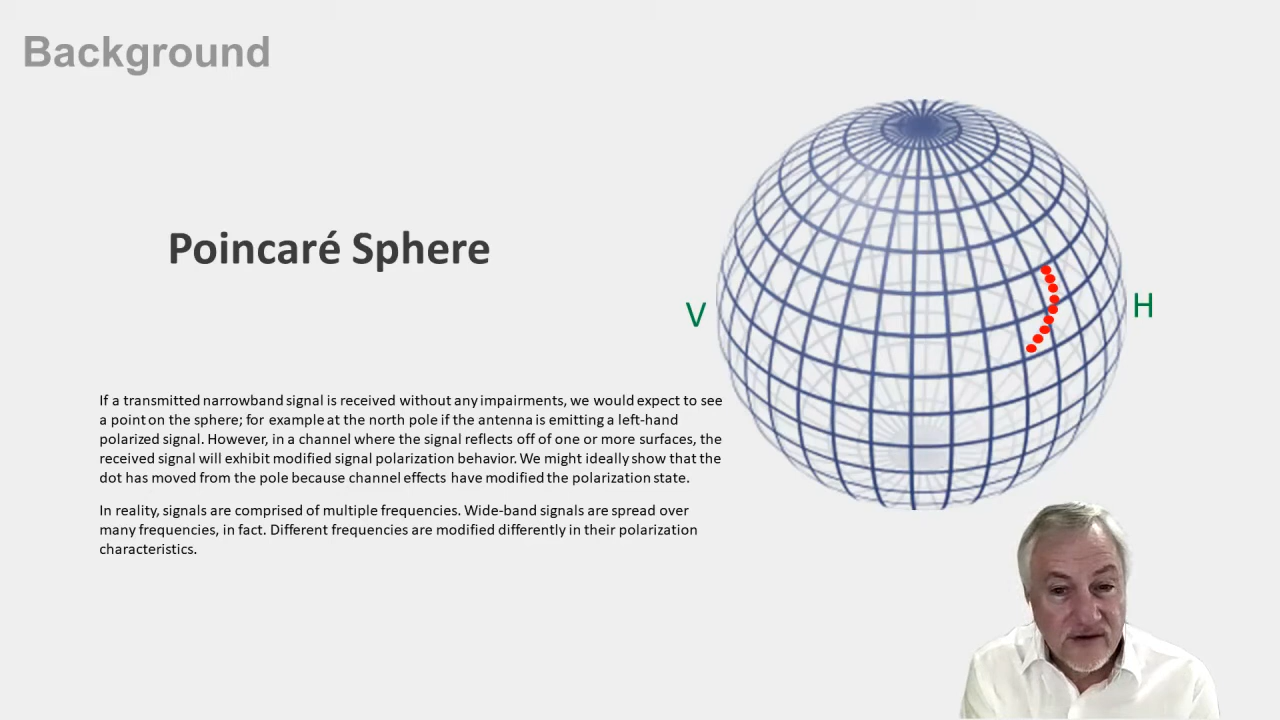 Background
Poincaré Sphere
V
H
If a transmitted narrowband signal is received without any impairments, we would expect to see
a point on the sphere; for example at the north pole if the antenna is emitting a left-hand
polarized signal. However, in a channel where the signal reflects off of one or more surfaces, the
received signal will exhibit modified signal polarization behavior. We might ideally show that the
dot has moved from the pole because channel effects have modified the polarization state.
In reality, signals are comprised of multiple frequencies. Wide-band signals are spread over
many frequencies, in fact. Different frequencies are modified differently in their polarization
characteristics.